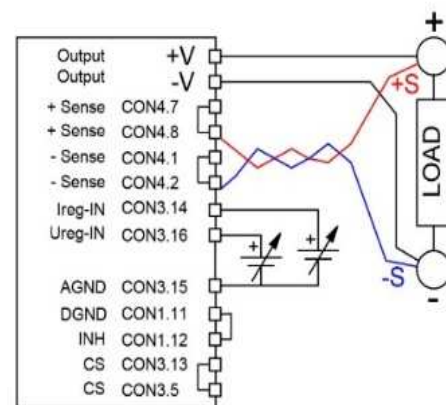 Output +V
Output -V
+ Sense CON4.7
+ Sense CON4.8
- Sense CON4.1
- Sense CON4.2
Ireg-IN CON3.14
Ureg-IN CON3.16
AGND CON3.15
DGND CON1.11
INH CON1.12
CS CON3.13
CS CON3.5
+
+S
LOAD
+
+
-S
-